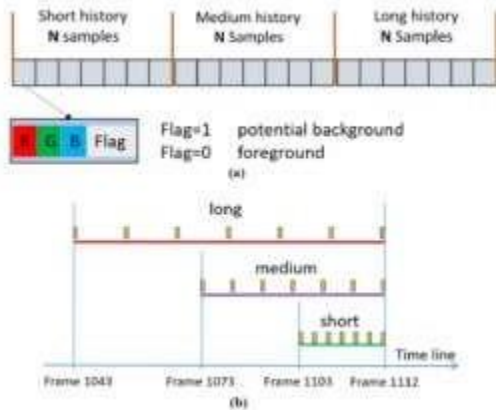 Short history
N samples
Medium history
N Samples
Long history
N Samples
R G B Flag
Flag=1 potential background
Flag=0 foreground
(a)
long
medium
short
Time line
Frame 1043
Frame 1073
Frame 1103
Frame 1112
(b)